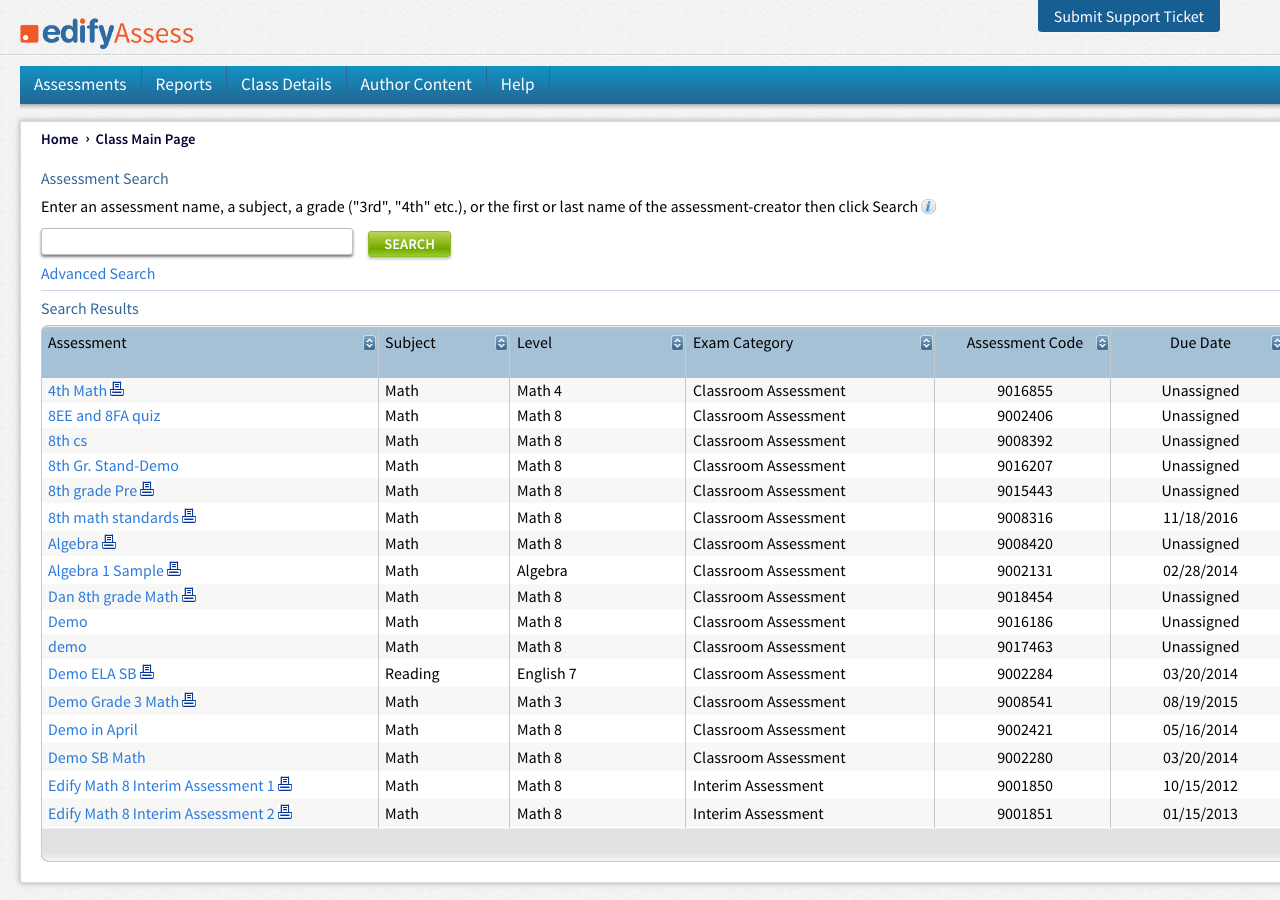 Submit Support Ticket
edifyAssess
Assessments Reports Class Details Author Content Help
Home › Class Main Page
Assessment Search
Enter an assessment name, a subject, a grade ("3rd", "4th" etc.), or the first or last name of the assessment-creator then click Search i
SEARCH
Advanced Search
Search Results
Assessment Subject Level Exam Category Assessment Code Due Date
4th Math Math Math 4 Classroom Assessment 9016855 Unassigned
8EE and 8FA quiz Math Math 8 Classroom Assessment 9002406 Unassigned
8th cs Math Math 8 Classroom Assessment 9008392 Unassigned
8th Gr. Stand-Demo Math Math 8 Classroom Assessment 9016207 Unassigned
8th grade Pre Math Math 8 Classroom Assessment 9015443 Unassigned
8th math standards Math Math 8 Classroom Assessment 9008316 11/18/2016
Algebra Math Math 8 Classroom Assessment 9008420 Unassigned
Algebra 1 Sample Math Algebra Classroom Assessment 9002131 02/28/2014
Dan 8th grade Math Math Math 8 Classroom Assessment 9018454 Unassigned
Demo Math Math 8 Classroom Assessment 9016186 Unassigned
demo Math Math 8 Classroom Assessment 9017463 Unassigned
Demo ELA SB Reading English 7 Classroom Assessment 9002284 03/20/2014
Demo Grade 3 Math Math Math 3 Classroom Assessment 9008541 08/19/2015
Demo in April Math Math 8 Classroom Assessment 9002421 05/16/2014
Demo SB Math Math Math 8 Classroom Assessment 9002280 03/20/2014
Edify Math 8 Interim Assessment 1 Math Math 8 Interim Assessment 9001850 10/15/2012
Edify Math 8 Interim Assessment 2 Math Math 8 Interim Assessment 9001851 01/15/2013